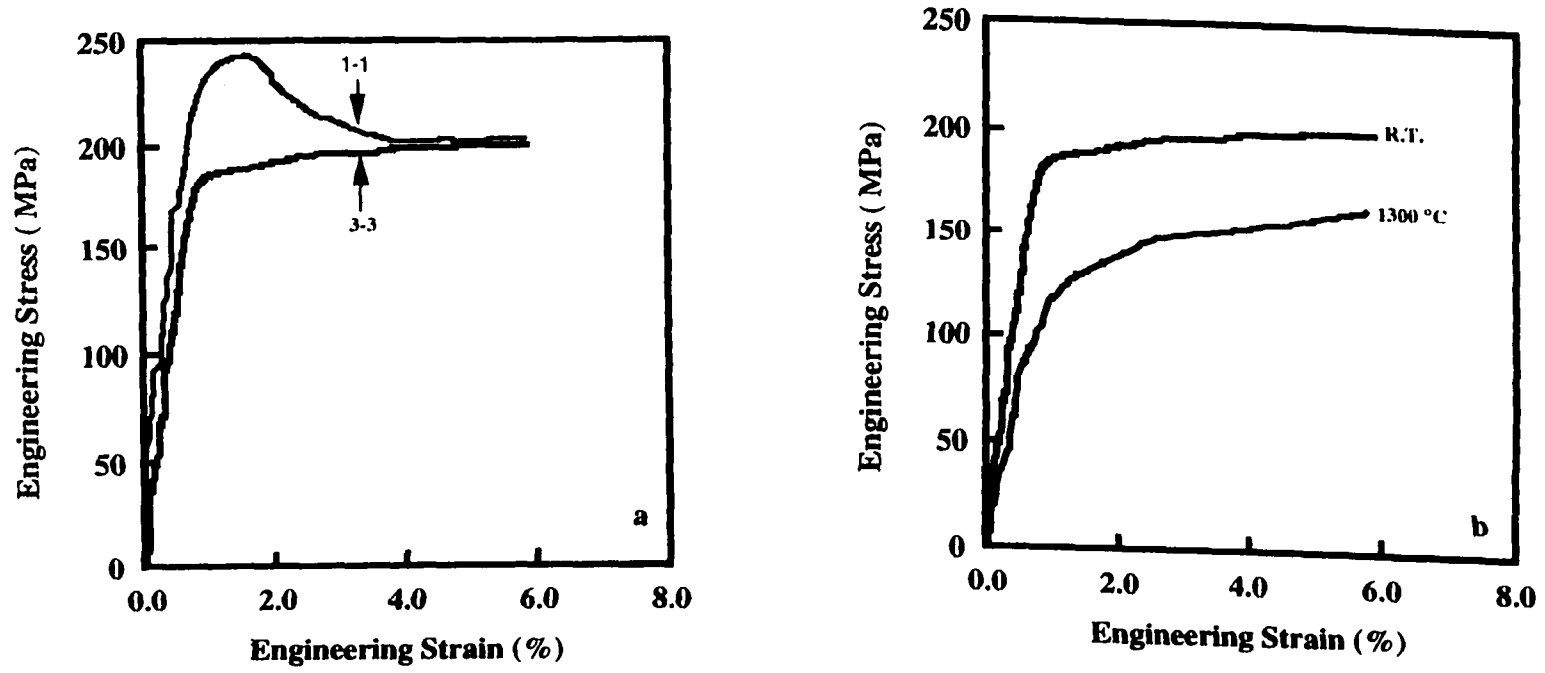 250
200
150
100
50
0
0.0 2.0 4.0 6.0 8.0
Engineering Stress ( MPa)
Engineering Strain (%)
1-1
3-3
a
250
200
150
100
50
0
0.0 2.0 4.0 6.0 8.0
Engineering Stress ( MPa)
Engineering Strain (%)
R.T.
1300 °C
b